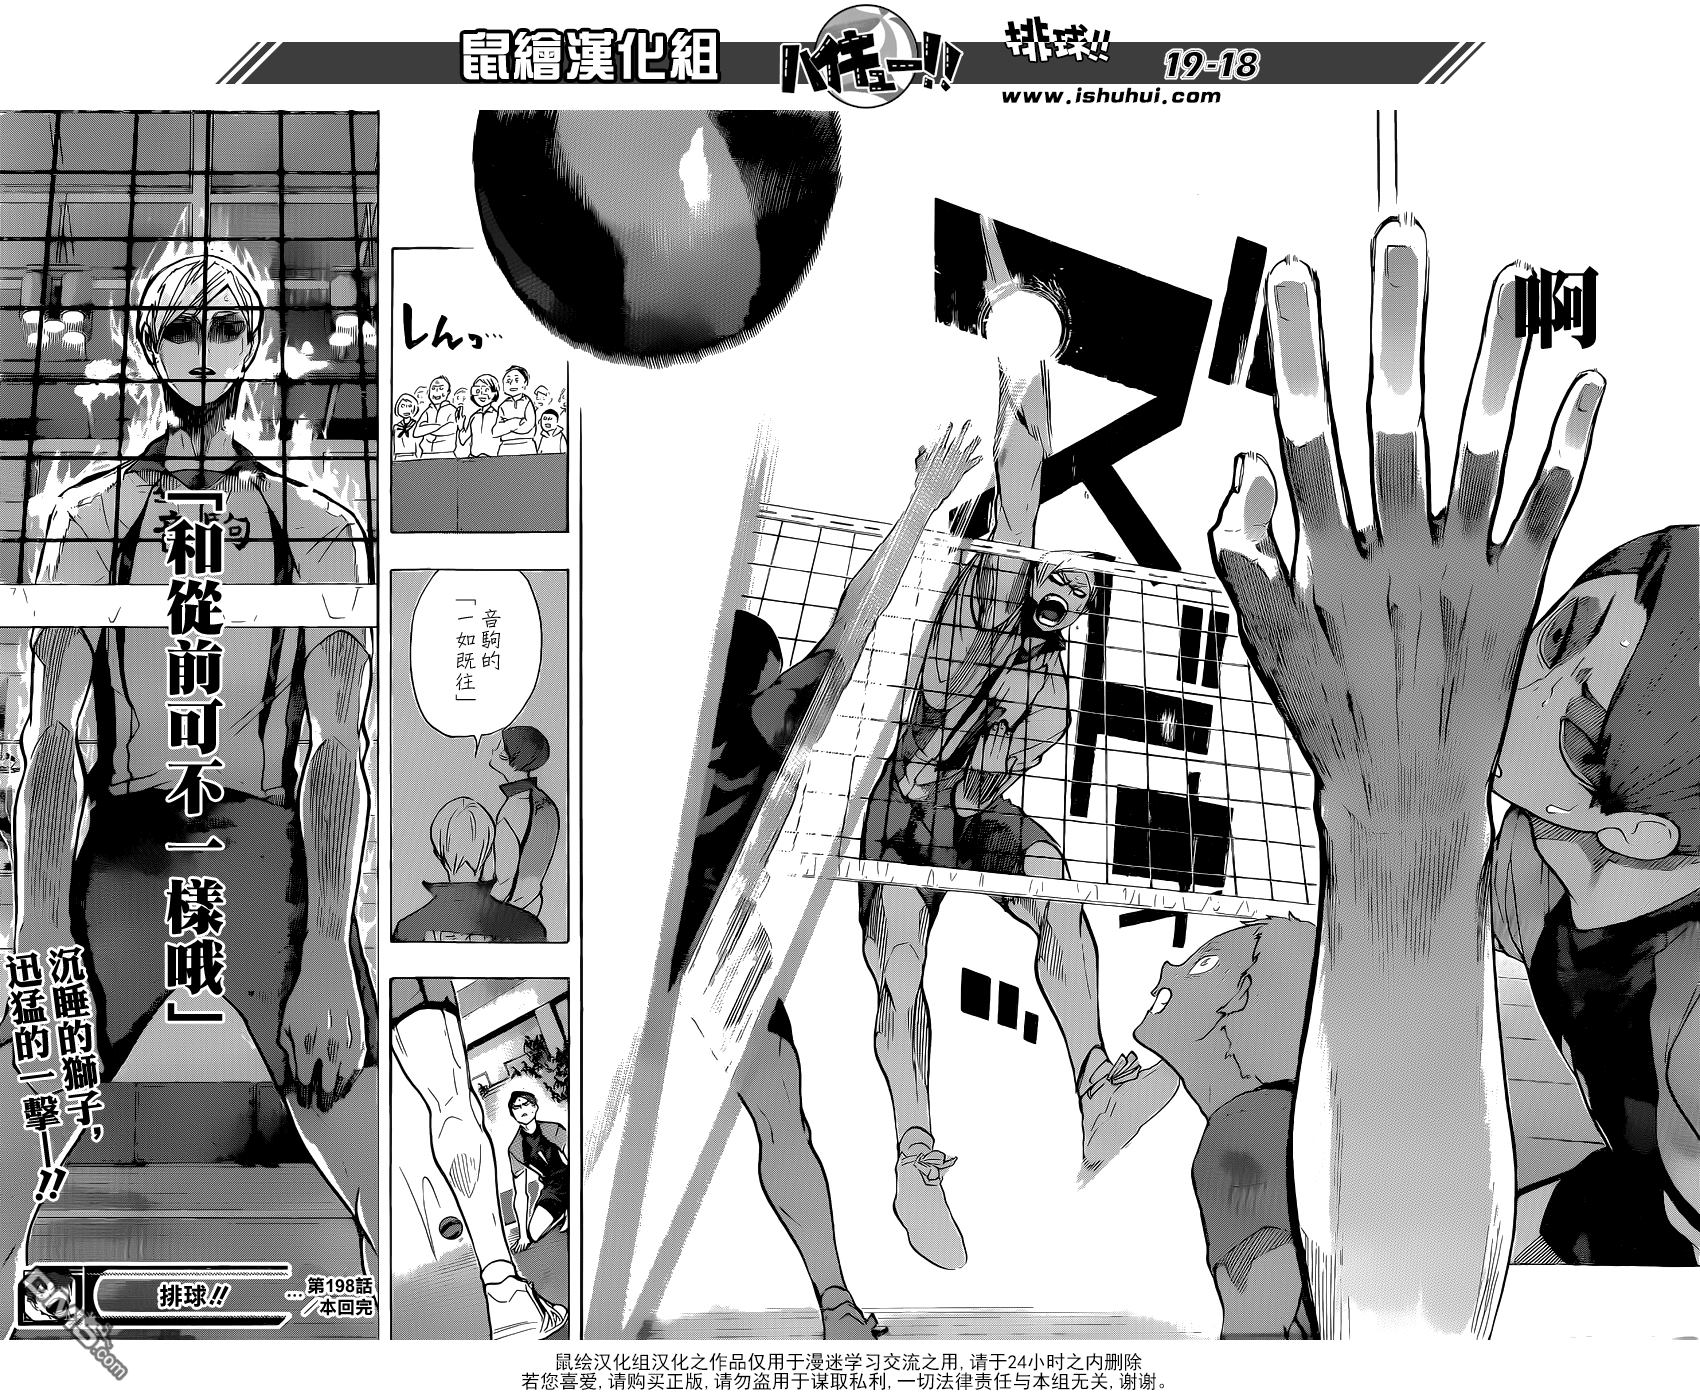 鼠繪漢化組
ハイキュー!!
排球!!
19-18
www.ishuhui.com
啊
しんっ…
音駒的
「一如既往」
音駒
「和從前可不一樣哦」
沉睡的獅子，
迅猛的一擊—!!
排球!!
…第198話
／本回完
鼠绘汉化组汉化之作品仅用于漫迷学习交流之用, 请于24小时之内删除
若您喜爱, 请购买正版, 请勿盗用于谋取私利, 一切法律责任与本组无关, 谢谢。